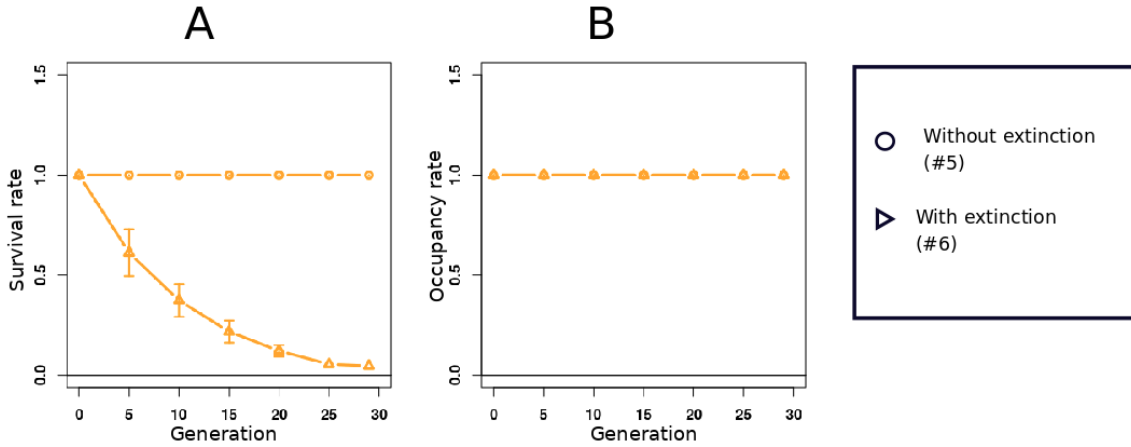 A
B
1.5
1.0
0.5
0.0
Survival rate
0 5 10 15 20 25 30
Generation
1.5
1.0
0.5
0.0
Occupancy rate
0 5 10 15 20 25 30
Generation
Without extinction
(#5)
With extinction
(#6)